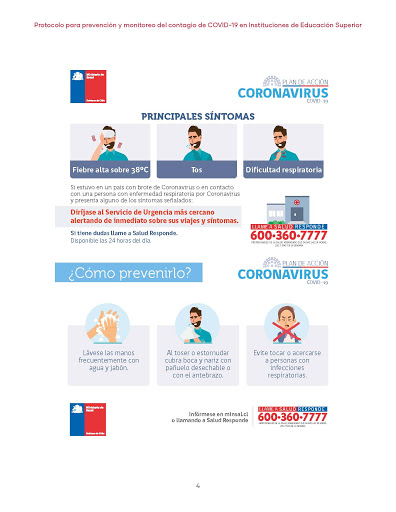 Protocolo para prevención y monitoreo del contagio de COVID-19 en Instituciones de Educación Superior
Ministerio de
Salud
Gobierno de Chile
PLAN DE ACCIÓN
CORONAVIRUS
COVID-19
PRINCIPALES SÍNTOMAS
Fiebre alta sobre 38ºC
Tos
Dificultad respiratoria
Si estuvo en un país con brote de Coronavirus o en contacto
con una persona con enfermedad respiratoria por Coronavirus
y presenta alguno de los síntomas señalados:
Diríjase al Servicio de Urgencia más cercano
alertando de inmediato sobre sus viajes y síntomas.
Si tiene dudas llame a Salud Responde.
Disponible las 24 horas del día.
LLAME A SALUD RESPONDE
600-360-7777
¿Cómo prevenirlo?
PLAN DE ACCIÓN
CORONAVIRUS
COVID-19
Lávese las manos
frecuentemente con
agua y jabón.
Al toser o estornudar
cubra boca y nariz con
pañuelo desechable o
con el antebrazo.
Evite tocar o acercarse
a personas con
infecciones
respiratorias.
Ministerio de
Salud
Gobierno de Chile
Infórmese en minsal.cl
o llamando a Salud Responde
LLAME A SALUD RESPONDE
600-360-7777
4